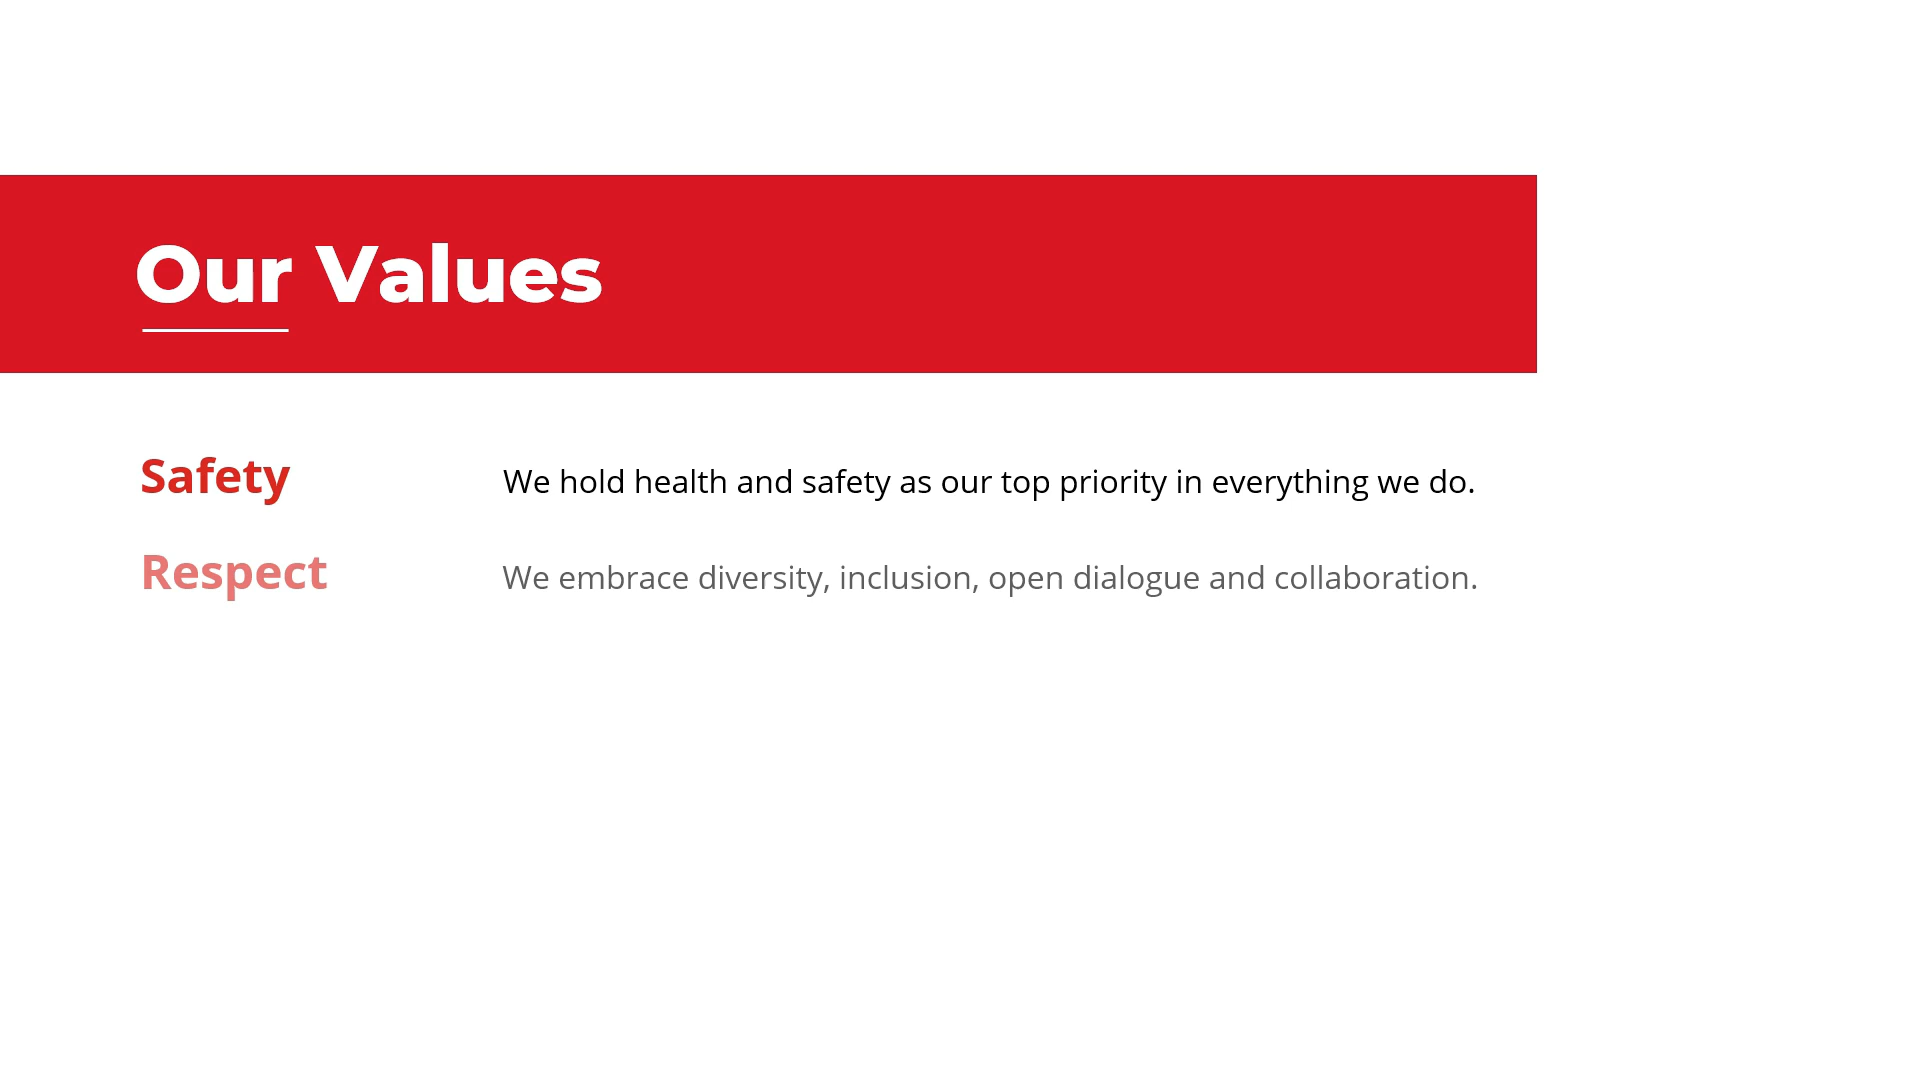 Our Values
Safety We hold health and safety as our top priority in everything we do.
Respect We embrace diversity, inclusion, open dialogue and collaboration.